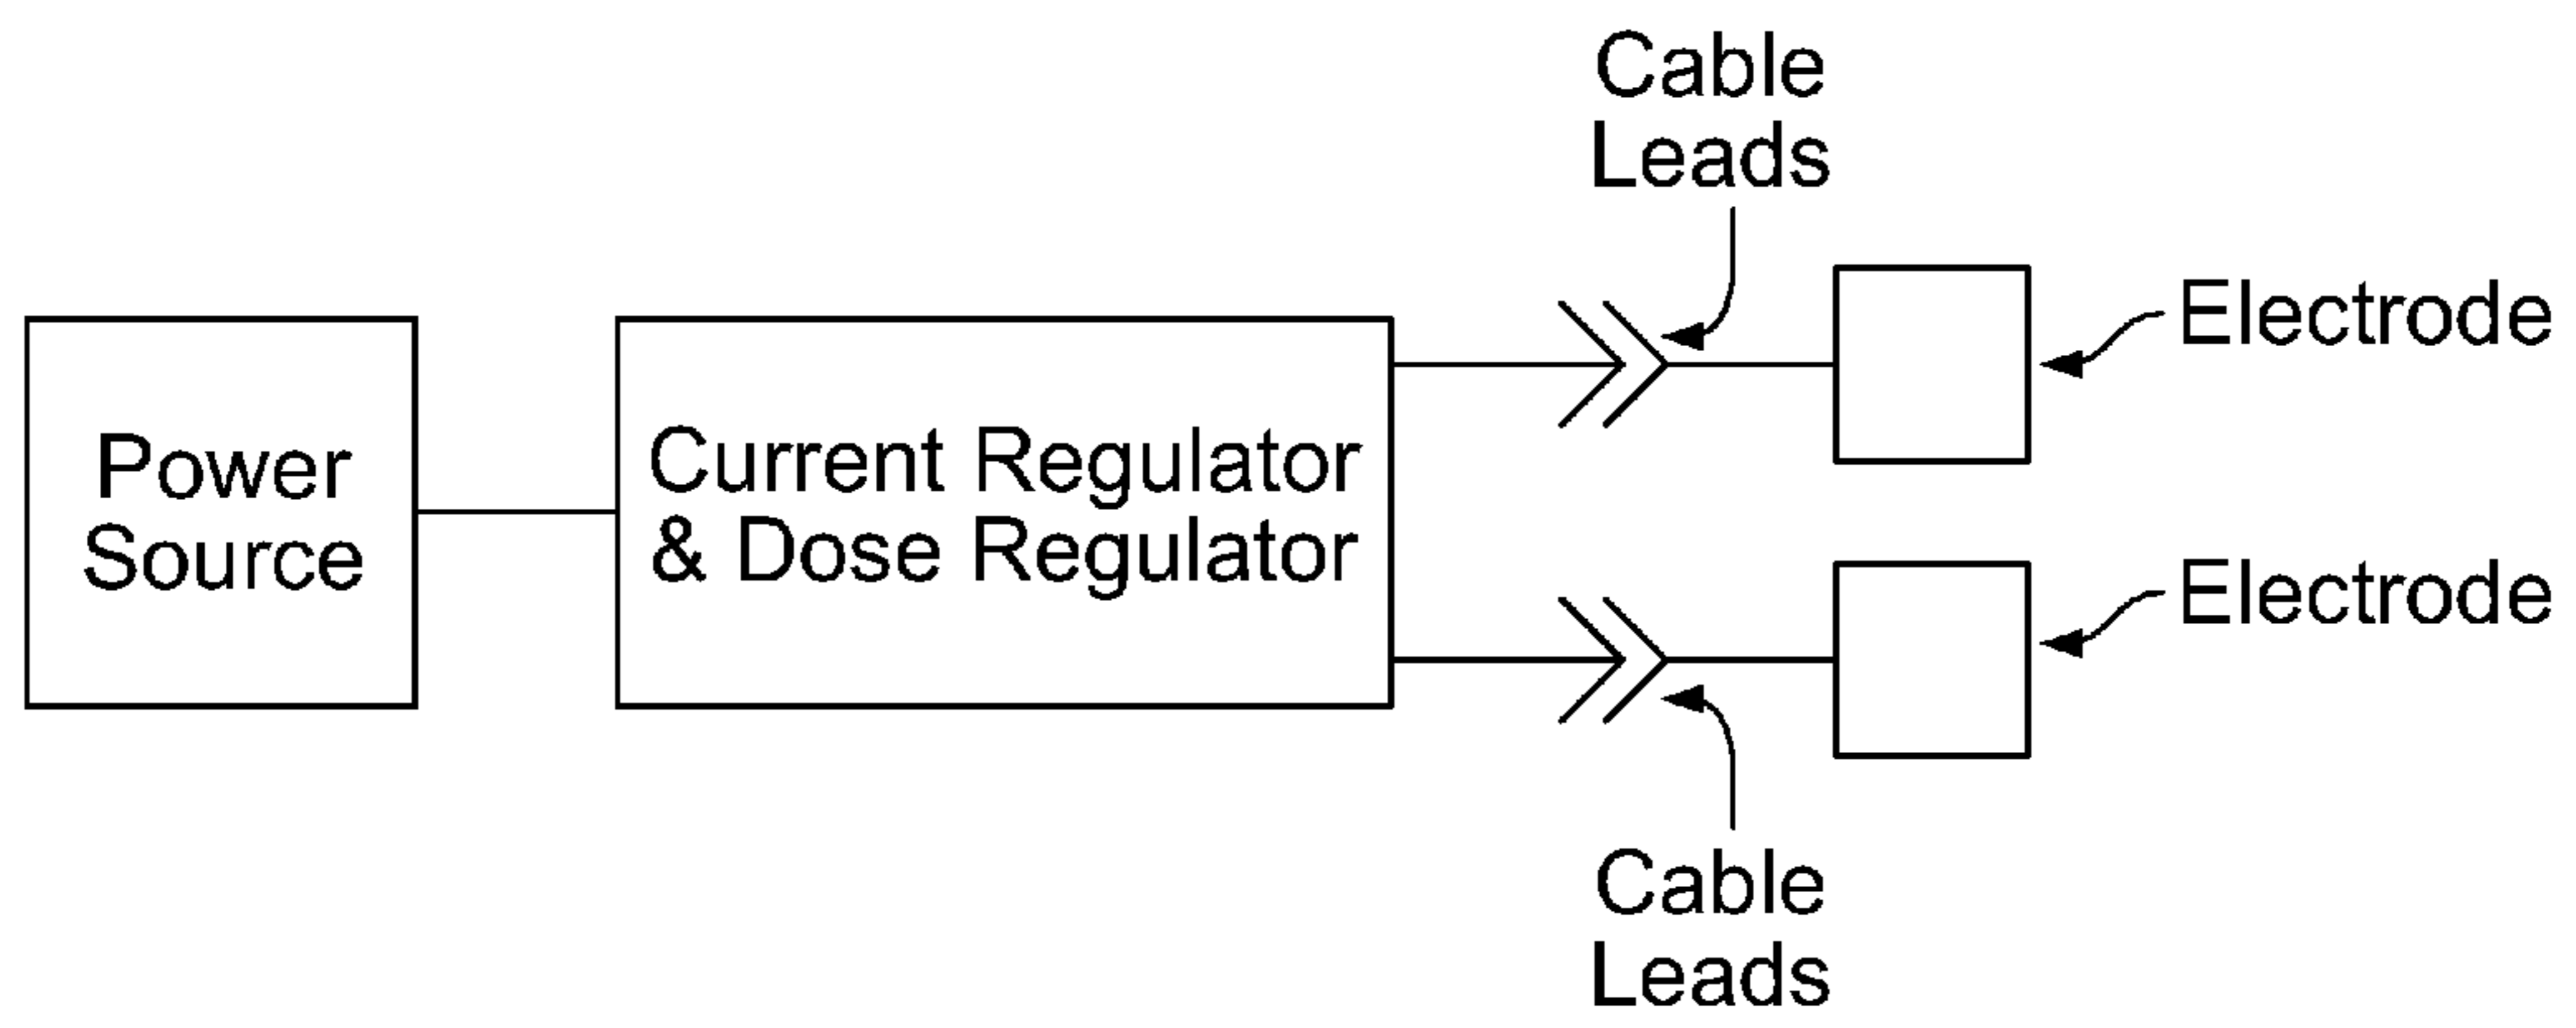 Cable
Leads
Electrode
Power
Source
Current Regulator
& Dose Regulator
Electrode
Cable
Leads